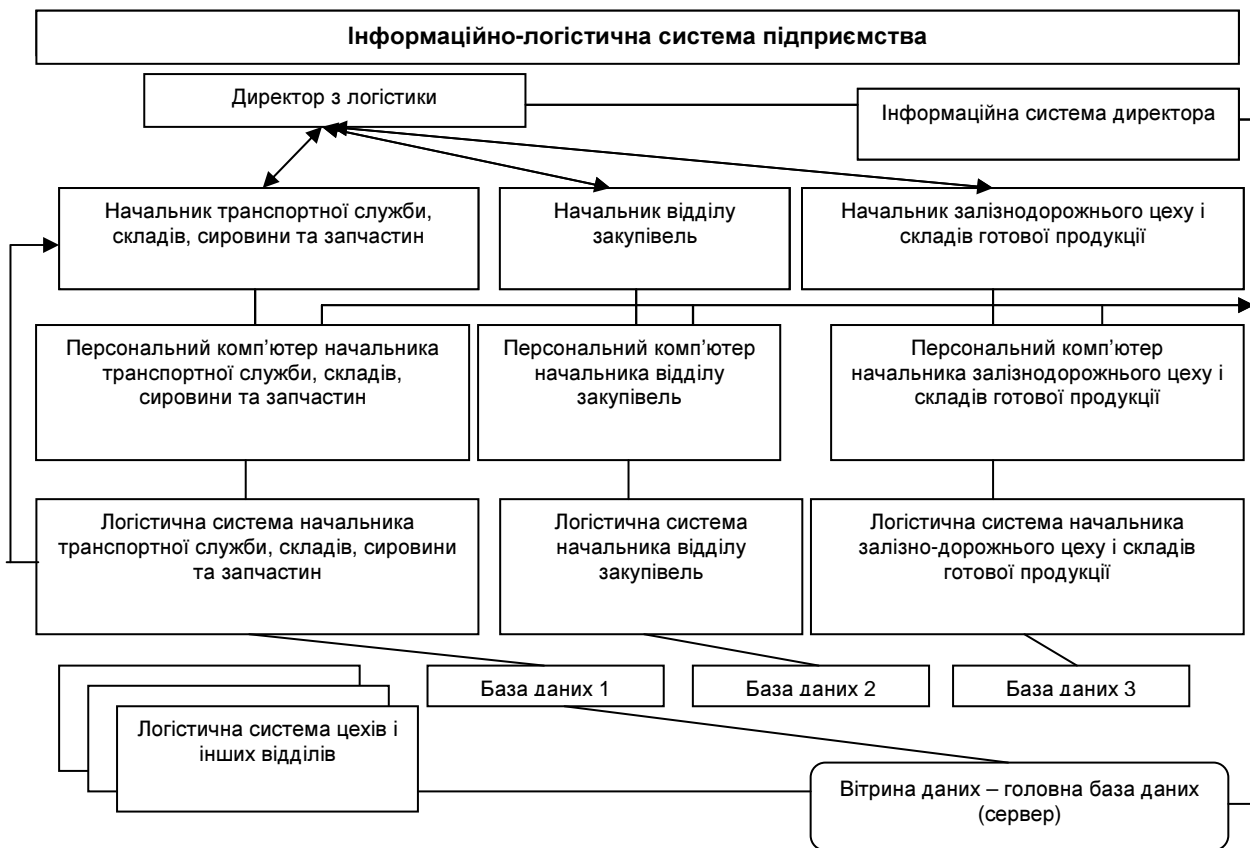 Інформаційно-логістична система підприємства
Директор з логістики
Інформаційна система директора
Начальник транспортної служби,
складів, сировини та запчастин
Начальник відділу
закупівель
Начальник залізнодорожнього цеху і
складів готової продукції
Персональний комп’ютер начальника
транспортної служби, складів,
сировини та запчастин
Персональний комп’ютер
начальника відділу
закупівель
Персональний комп’ютер
начальника залізнодорожнього цеху і
складів готової продукції
Логістична система начальника
транспортної служби, складів, сировини
та запчастин
Логістична система
начальника відділу
закупівель
Логістична система начальника
залізно-дорожнього цеху і складів
готової продукції
База даних 1
База даних 2
База даних 3
Логістична система цехів і
інших відділів
Вітрина даних – головна база даних
(сервер)